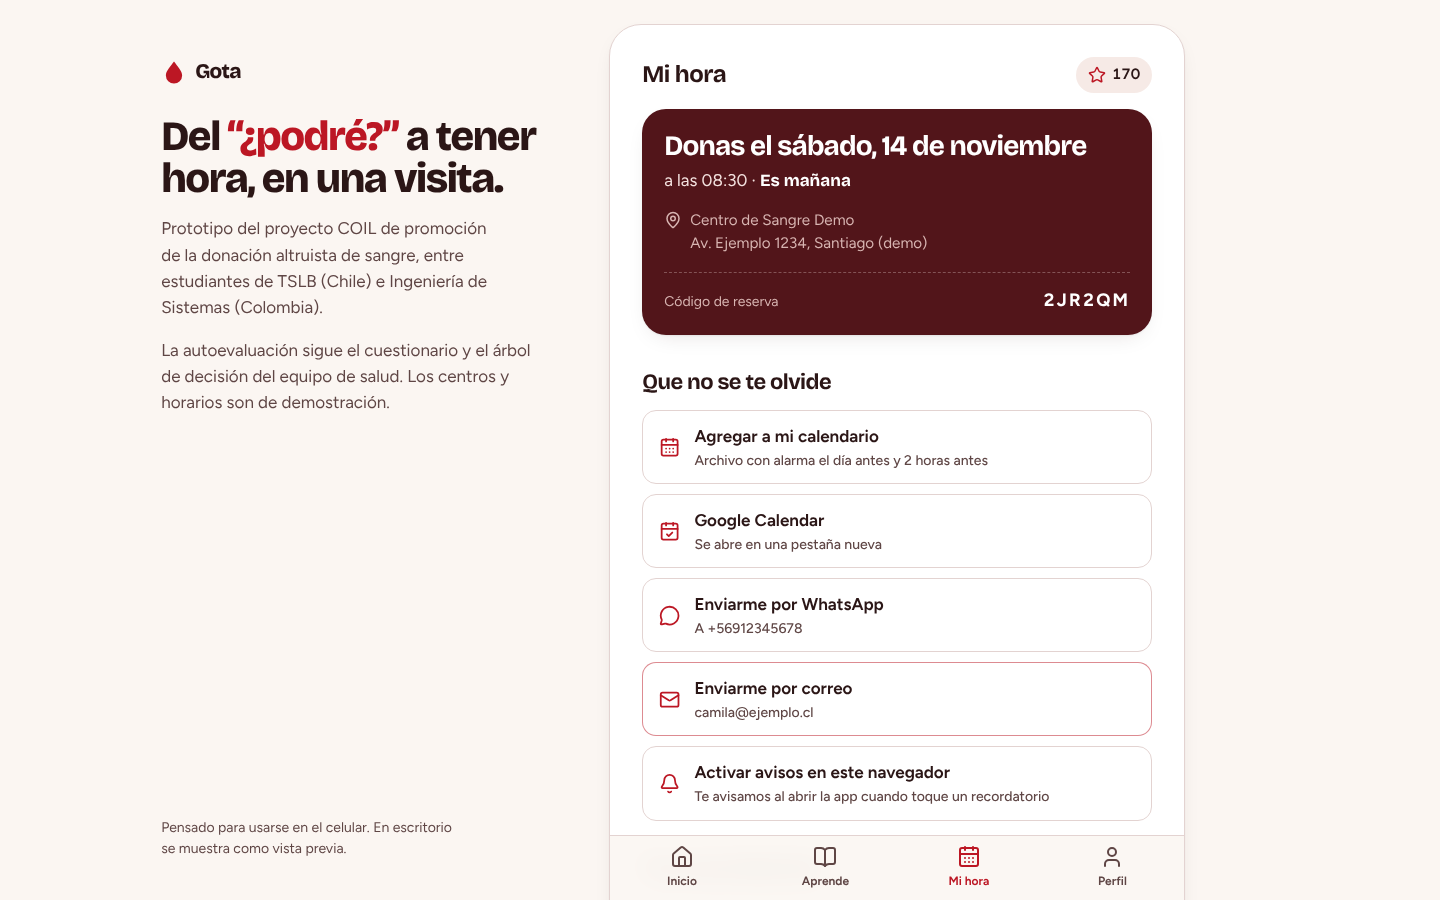 Gota
Del “¿podré?” a tener
hora, en una visita.
Prototipo del proyecto COIL de promoción
de la donación altruista de sangre, entre
estudiantes de TSLB (Chile) e Ingeniería de
Sistemas (Colombia).
La autoevaluación sigue el cuestionario y el árbol
de decisión del equipo de salud. Los centros y
horarios son de demostración.
Pensado para usarse en el celular. En escritorio
se muestra como vista previa.
Mi hora
170
Donas el sábado, 14 de noviembre
a las 08:30 · Es mañana
Centro de Sangre Demo
Av. Ejemplo 1234, Santiago (demo)
Código de reserva
2JR2QM
Que no se te olvide
Agregar a mi calendario
Archivo con alarma el día antes y 2 horas antes
Google Calendar
Se abre en una pestaña nueva
Enviarme por WhatsApp
A +56912345678
Enviarme por correo
camila@ejemplo.cl
Activar avisos en este navegador
Te avisamos al abrir la app cuando toque un recordatorio
Inicio
Aprende
Mi hora
Perfil